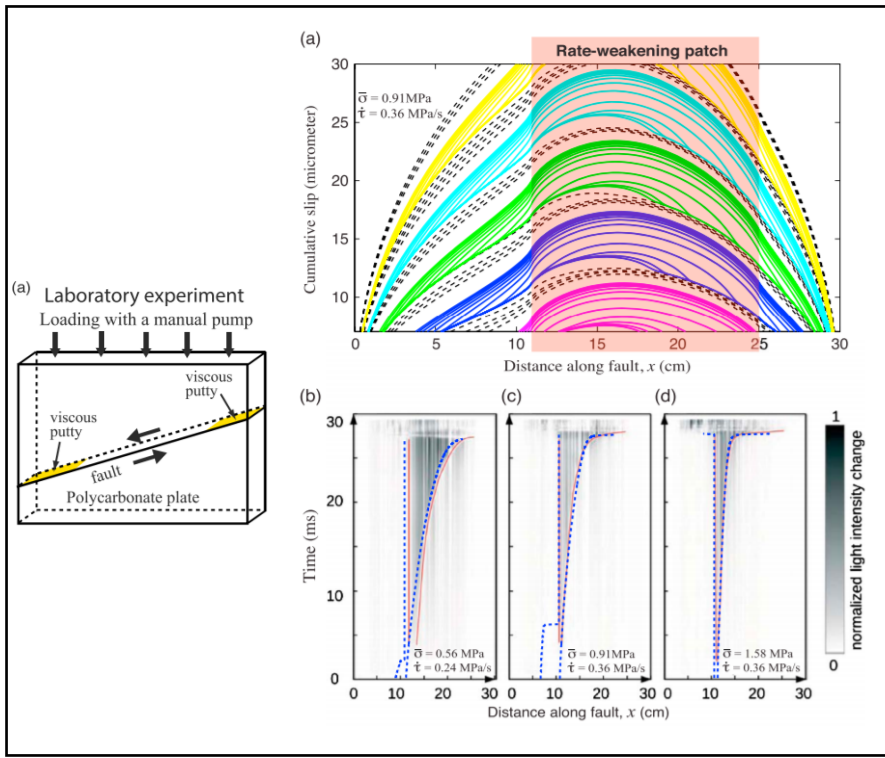 (a)
Rate-weakening patch
30
25
20
15
10
σ̄ = 0.91MPa
τ̇ = 0.36 MPa/s
Cumulative slip (micrometer)
0 5 10 15 20 25 30
Distance along fault, x (cm)
(a)
Laboratory experiment
Loading with a manual pump
viscous
putty
viscous
putty
fault
Polycarbonate plate
(b) (c) (d)
30
20
10
0
Time (ms)
σ̄ = 0.56 MPa
τ̇ = 0.24 MPa/s
σ̄ = 0.91MPa
τ̇ = 0.36 MPa/s
σ̄ = 1.58 MPa
τ̇ = 0.36 MPa/s
0 10 20 30
0 10 20 30
0 10 20 30
Distance along fault, x (cm)
1
0
normalized light intensity change